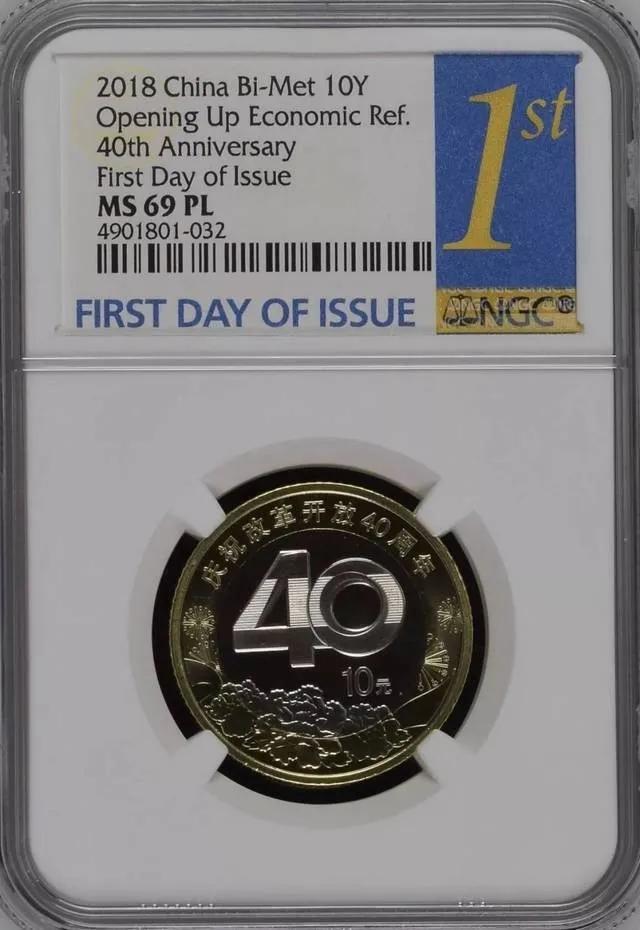 2018 China Bi-Met 10Y
Opening Up Economic Ref.
40th Anniversary
First Day of Issue
MS 69 PL
4901801-032
FIRST DAY OF ISSUE
1st
NGC®
庆祝改革开放40周年
40
10元